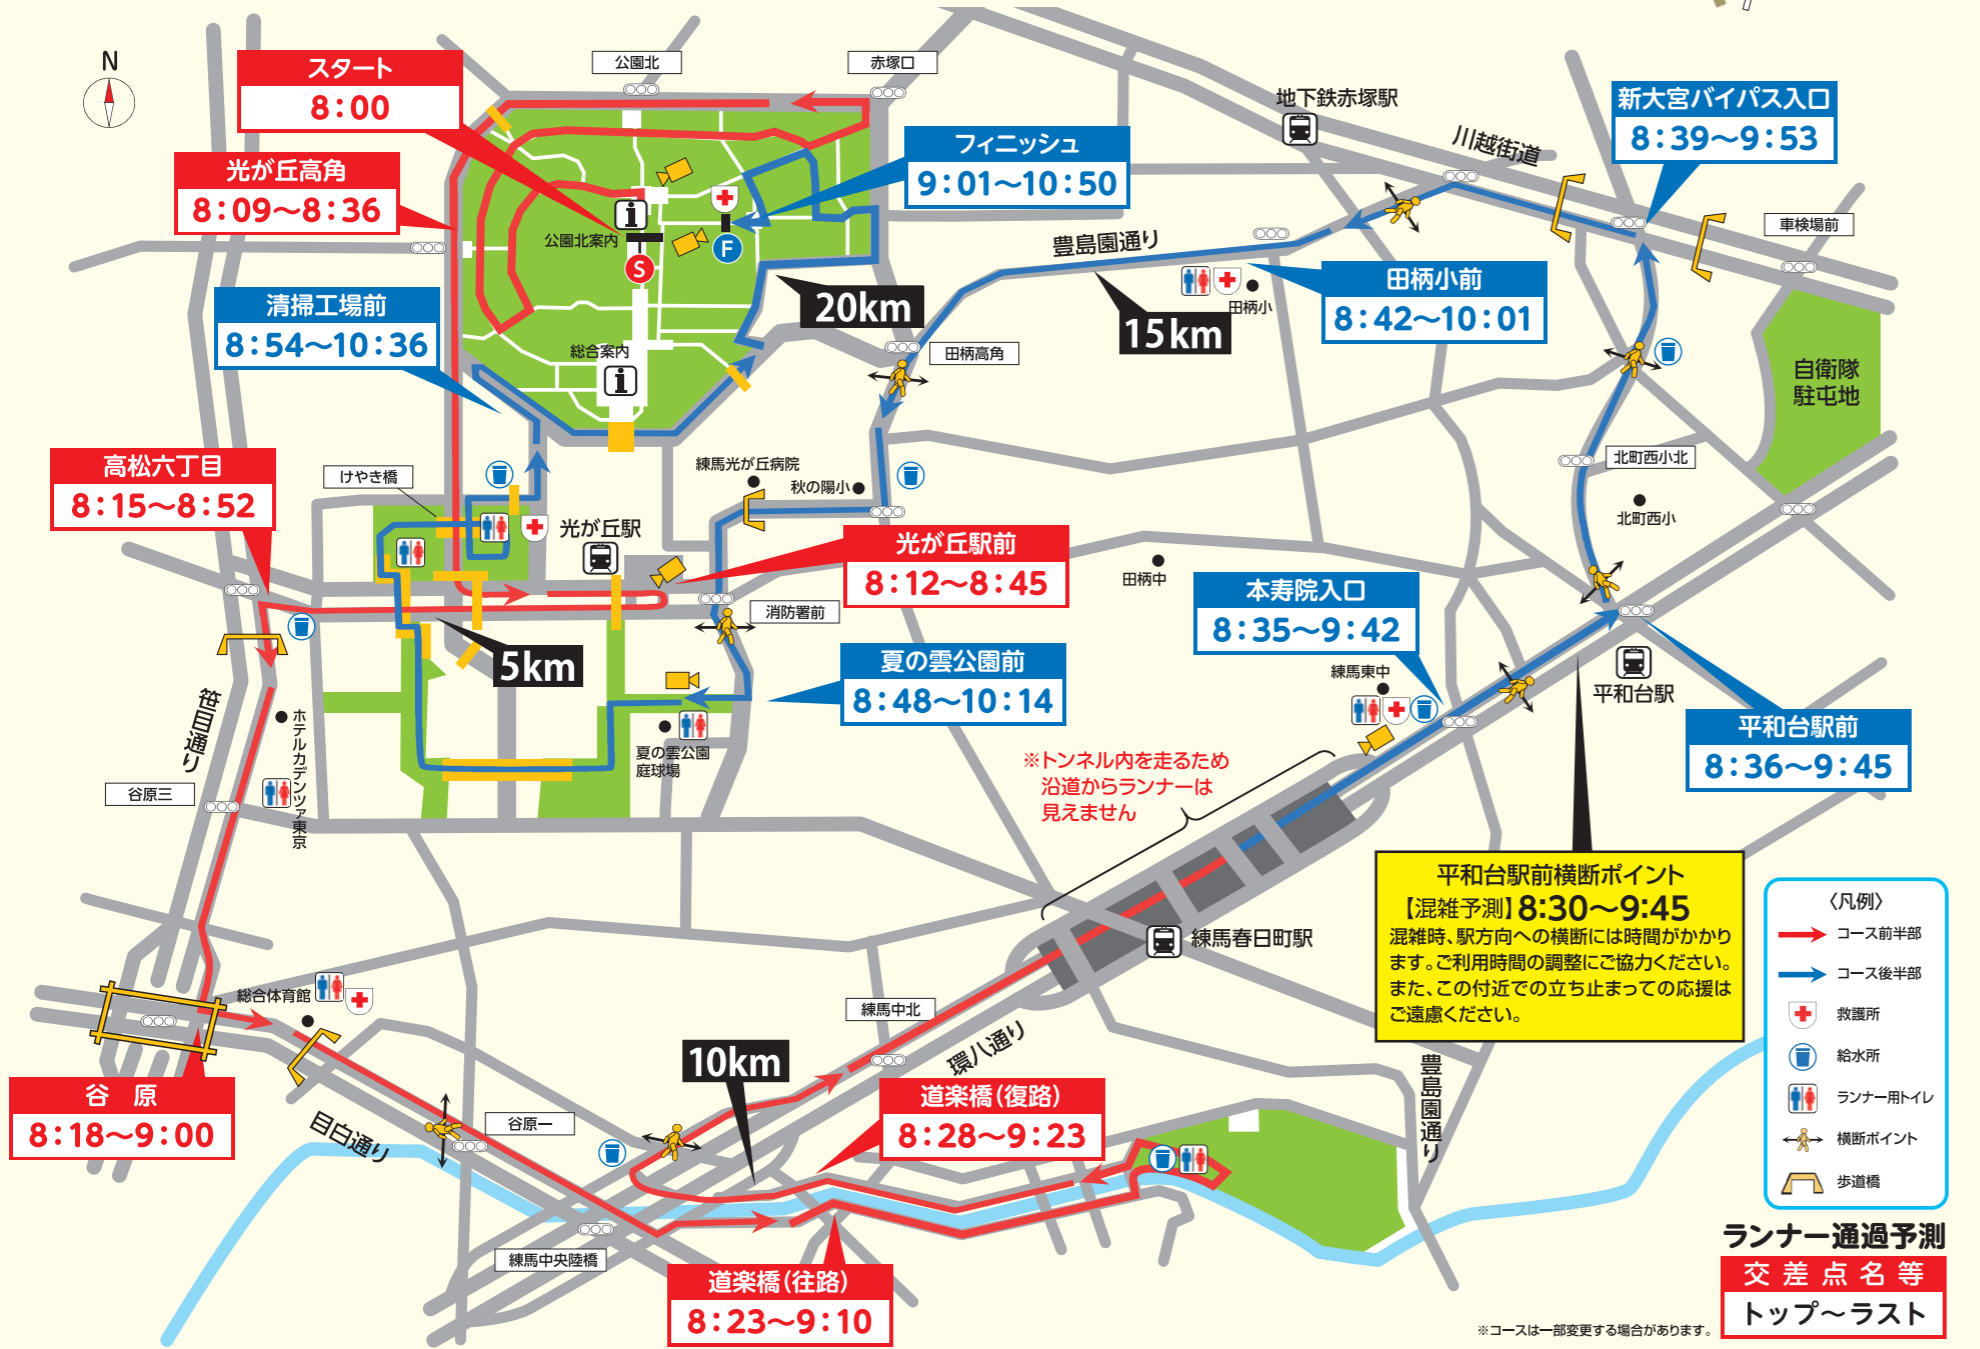 N
スタート
8：00
公園北
赤塚口
地下鉄赤塚駅
川越街道
新大宮バイパス入口
8：39～9：53
光が丘高角
8：09～8：36
フィニッシュ
9：01～10：50
公園北案内
S
F
豊島園通り
車検場前
清掃工場前
8：54～10：36
20km
15km
田柄小
田柄小前
8：42～10：01
総合案内
田柄高角
自衛隊
駐屯地
高松六丁目
8：15～8：52
けやき橋
練馬光が丘病院
秋の陽小
北町西小北
北町西小
光が丘駅
光が丘駅前
8：12～8：45
田柄中
消防署前
本寿院入口
8：35～9：42
5km
夏の雲公園前
8：48～10：14
練馬東中
平和台駅
平和台駅前
8：36～9：45
笹目通り
ホテルカデンツァ東京
夏の雲公園
庭球場
谷原三
※トンネル内を走るため
沿道からランナーは
見えません
平和台駅前横断ポイント
【混雑予測】8:30～9:45
混雑時、駅方向への横断には時間がかかり
ます。ご利用時間の調整にご協力ください。
また、この付近での立ち止まっての応援は
ご遠慮ください。
練馬春日町駅
総合体育館
練馬中北
環八通り
10km
谷　原
8：18～9：00
目白通り
谷原一
道楽橋（復路）
8：28～9：23
豊島園通り
練馬中央陸橋
道楽橋（往路）
8：23～9：10
〈凡例〉
コース前半部
コース後半部
救護所
給水所
ランナー用トイレ
横断ポイント
歩道橋
ランナー通過予測
交差点名等
トップ～ラスト
※コースは一部変更する場合があります。